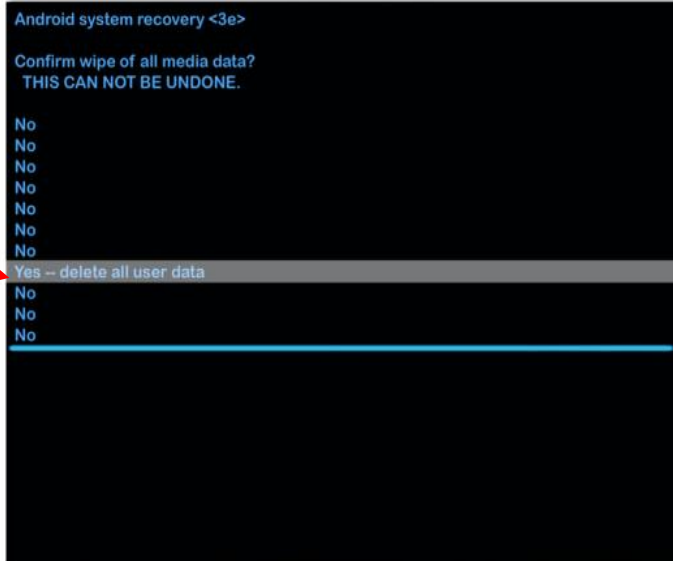 Android system recovery <3e>
Confirm wipe of all media data?
THIS CAN NOT BE UNDONE.
No
No
No
No
No
No
No
Yes -- delete all user data
No
No
No